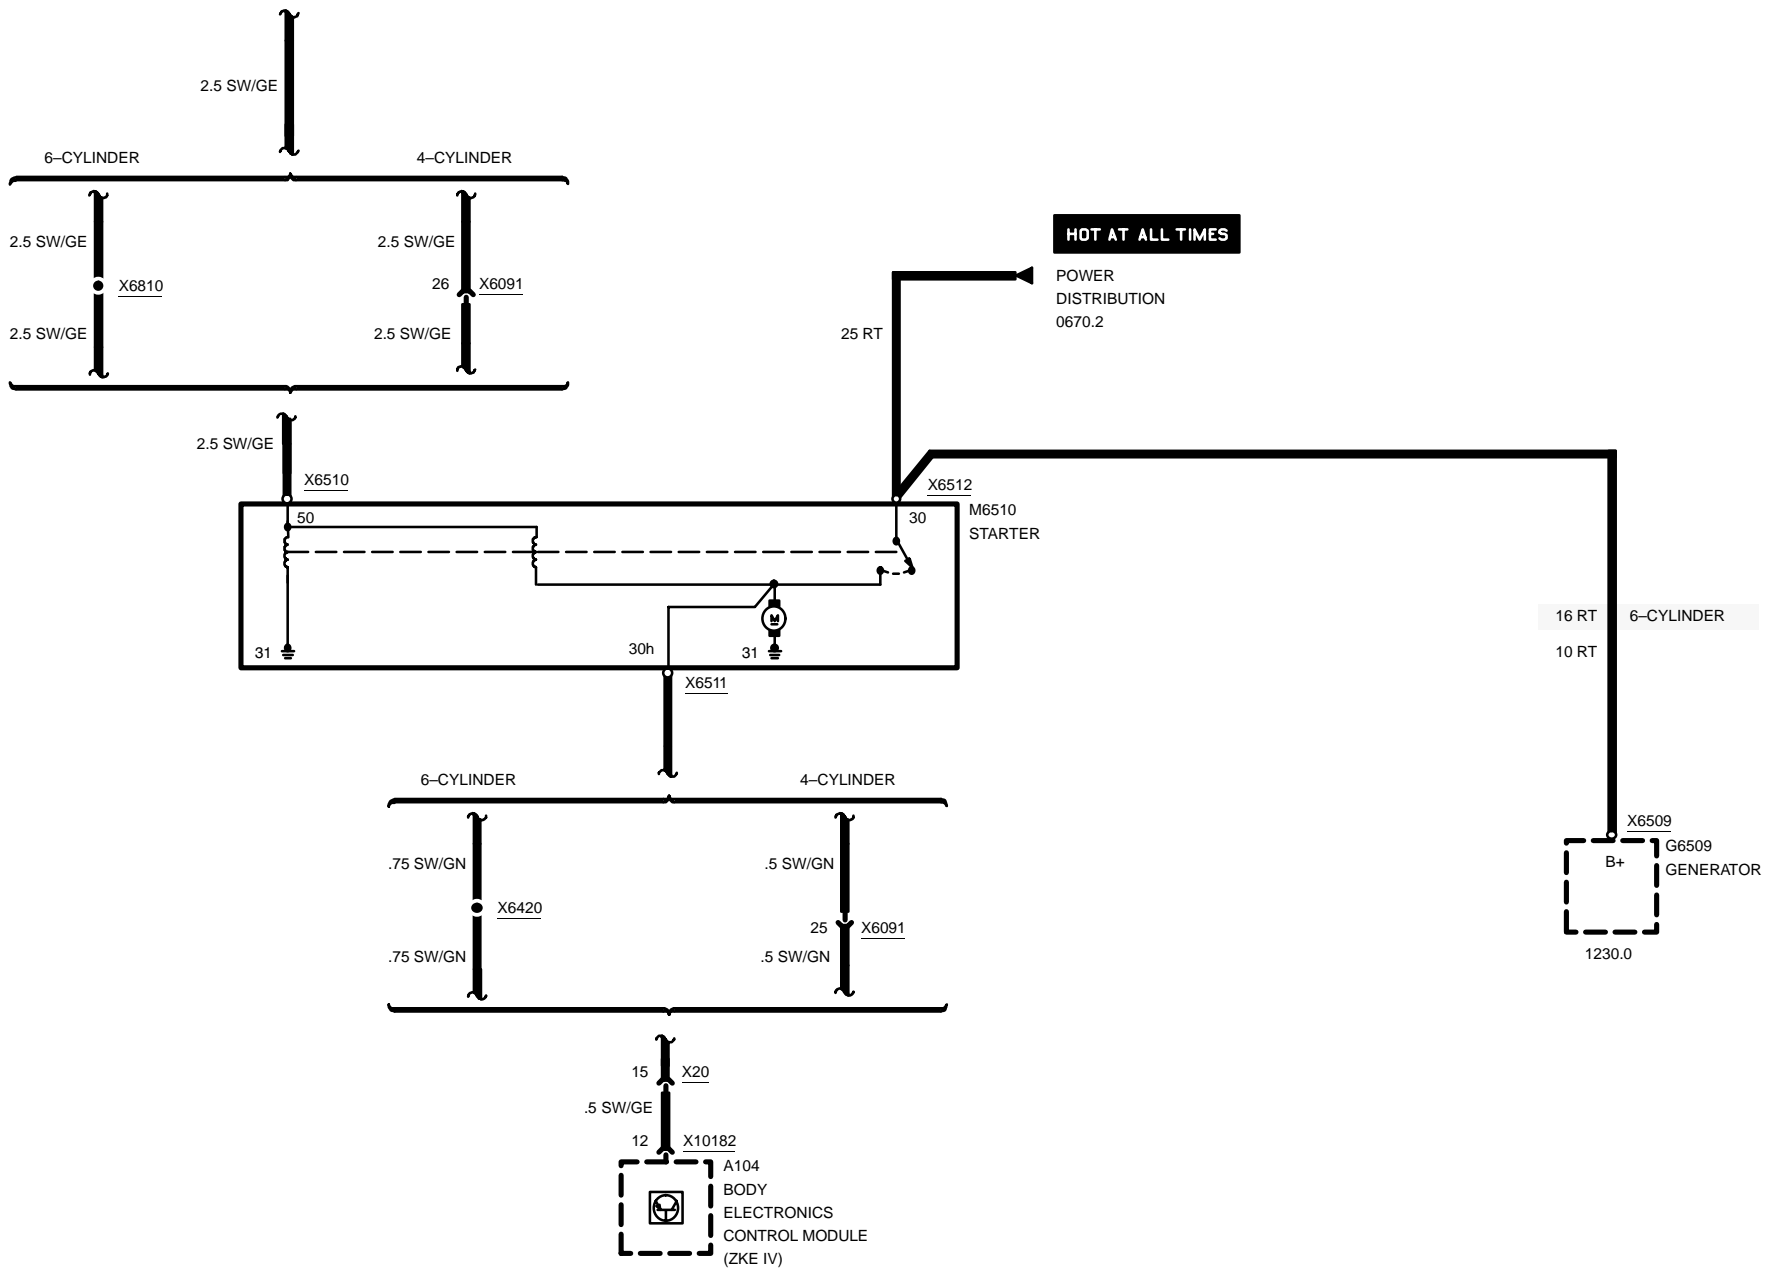 2.5 SW/GE
6–CYLINDER
4–CYLINDER
2.5 SW/GE
2.5 SW/GE
X6810
26
X6091
2.5 SW/GE
2.5 SW/GE
HOT AT ALL TIMES
POWER
DISTRIBUTION
0670.2
25 RT
2.5 SW/GE
X6510
X6512
50
30
M6510
STARTER
M
31
30h
31
X6511
16 RT
6–CYLINDER
10 RT
6–CYLINDER
4–CYLINDER
.75 SW/GN
.5 SW/GN
X6420
25
X6091
.75 SW/GN
.5 SW/GN
X6509
G6509
GENERATOR
B+
1230.0
15
X20
.5 SW/GE
12
X10182
A104
BODY
ELECTRONICS
CONTROL MODULE
(ZKE IV)